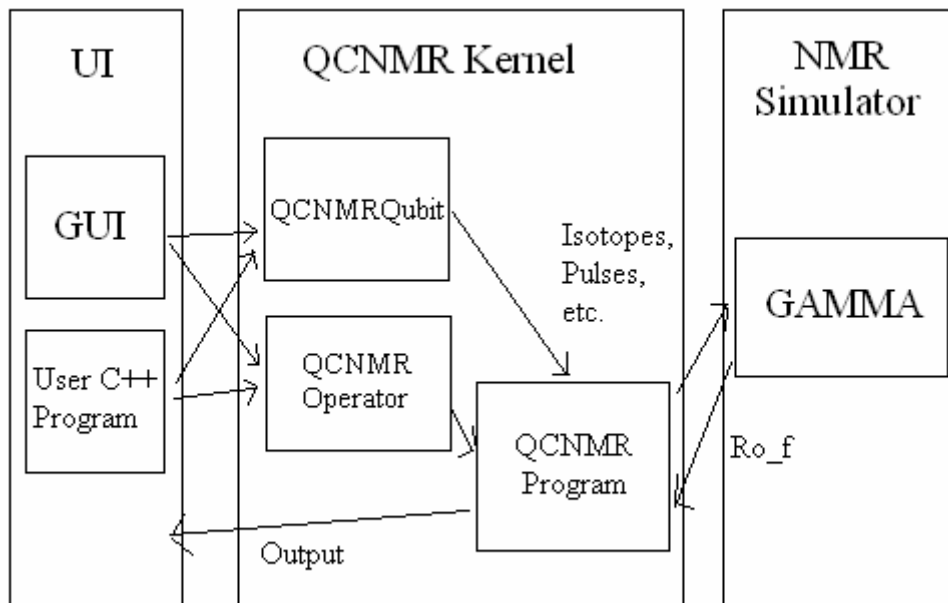 UI
GUI
User C++
Program
QCNMR Kernel
QCNMRQubit
QCNMR
Operator
Isotopes,
Pulses,
etc.
QCNMR
Program
Output
NMR
Simulator
GAMMA
Ro_f